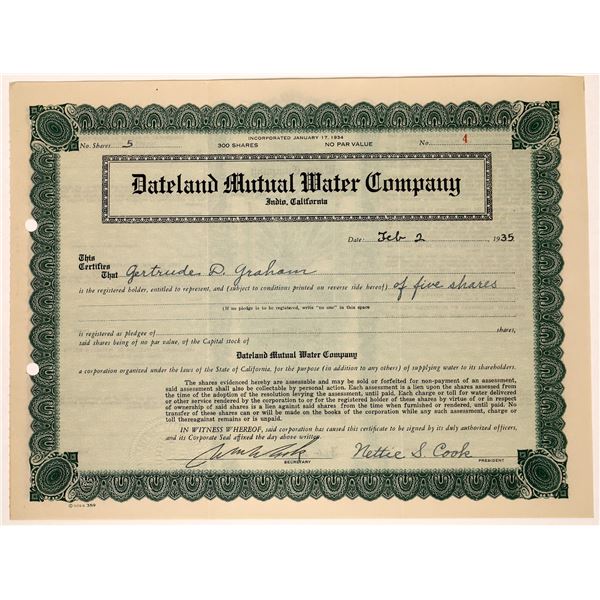 INCORPORATED JANUARY 17, 1934
No. Shares 5 300 SHARES NO PAR VALUE No. 4
Dateland Mutual Water Company
Indio, California
Date: Feb 2, 1935
This
Certifies
That Gertrudes D. Graham
is the registered holder, entitled to represent, and (subject to conditions printed on reverse side hereof) of five shares
(If no pledge is to be registered, write "no one" in this space
is registered as pledgee of shares,
said shares being of no par value, of the Capital stock of
Dateland Mutual Water Company
a corporation organized under the laws of the State of California, for the purpose (in addition to any others) of supplying water to its shareholders.
The shares evidenced hereby are assessable and may be sold or forfeited for non-payment of an assessment,
said assessment shall also be collectable by personal action. Each assessment is a lien upon the shares assessed from
the time of the adoption of the resolution levying the assessment, until paid. Each charge or toll for water delivered
or other service rendered by the corporation to or for the registered holder of these shares by virtue of or in respect
of ownership of said shares is a lien against said shares from the time when furnished or rendered, until paid. No
transfer of these shares can or will be made on the books of the corporation while any such assessment, charge or
toll theretoaccrued remains unpaid.
IN WITNESS WHEREOF, said corporation has caused this certificate to be signed by its duly authorized officers,
and its Corporate Seal affixed the day above written.
Nettie S. Cook
SECRETARY PRESIDENT
359